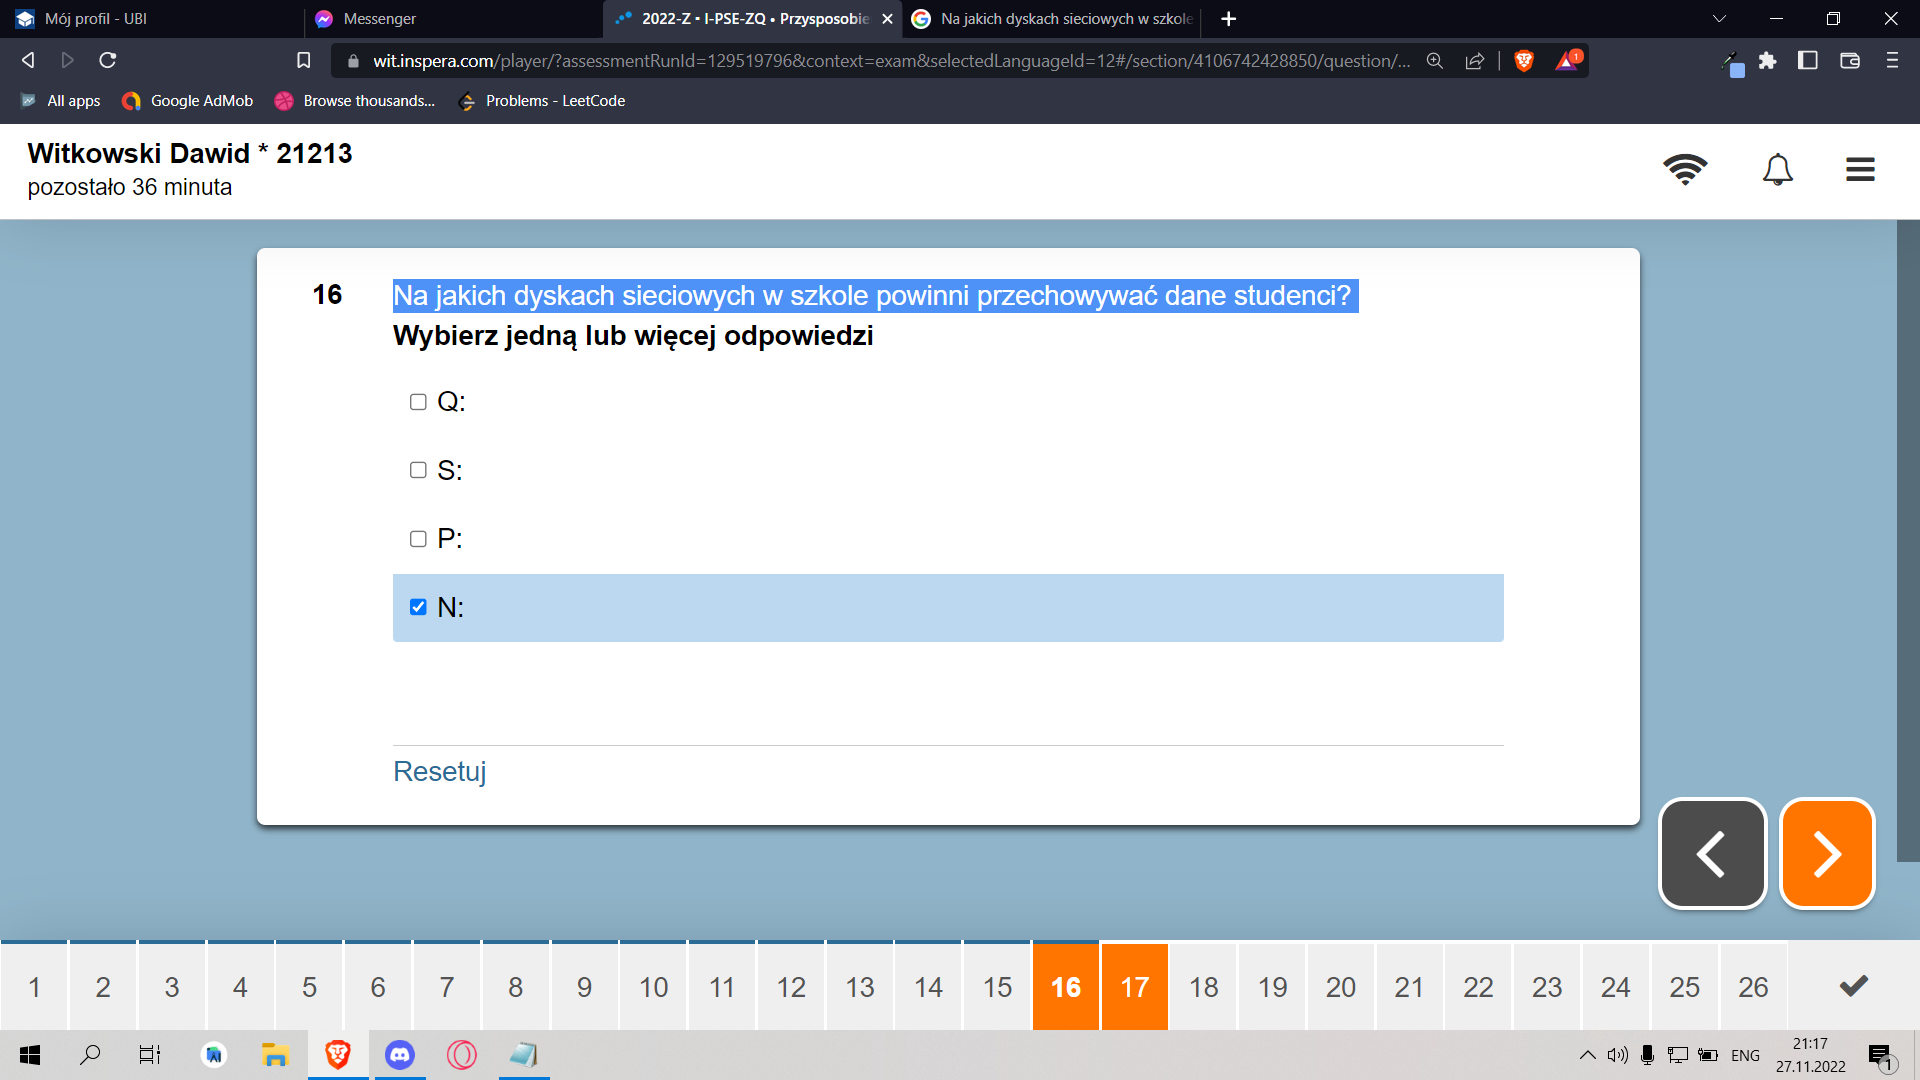 Mój profil - UBI
Messenger
2022-Z • I-PSE-ZQ • Przysposobie
Na jakich dyskach sieciowych w szkole
wit.inspera.com/player/?assessmentRunId=129519796&context=exam&selectedLanguageId=12#/section/4106742428850/question/...
1
All apps
Google AdMob
Browse thousands...
Problems - LeetCode
Witkowski Dawid * 21213
pozostało 36 minuta
16
Na jakich dyskach sieciowych w szkole powinni przechowywać dane studenci?
Wybierz jedną lub więcej odpowiedzi
Q:
S:
P:
N:
Resetuj
1 2 3 4 5 6 7 8 9 10 11 12 13 14 15 16 17 18 19 20 21 22 23 24 25 26
ENG
21:17
27.11.2022
1